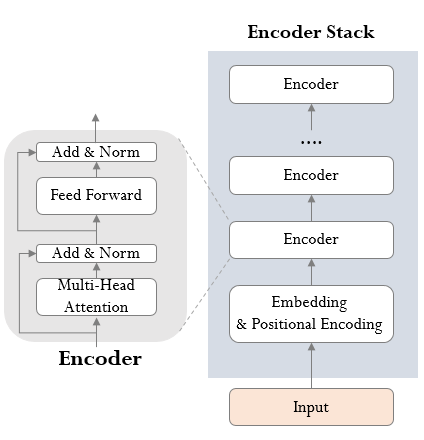 Encoder Stack
Encoder
....
Encoder
Encoder
Embedding
& Positional Encoding
Input
Add & Norm
Feed Forward
Add & Norm
Multi-Head
Attention
Encoder